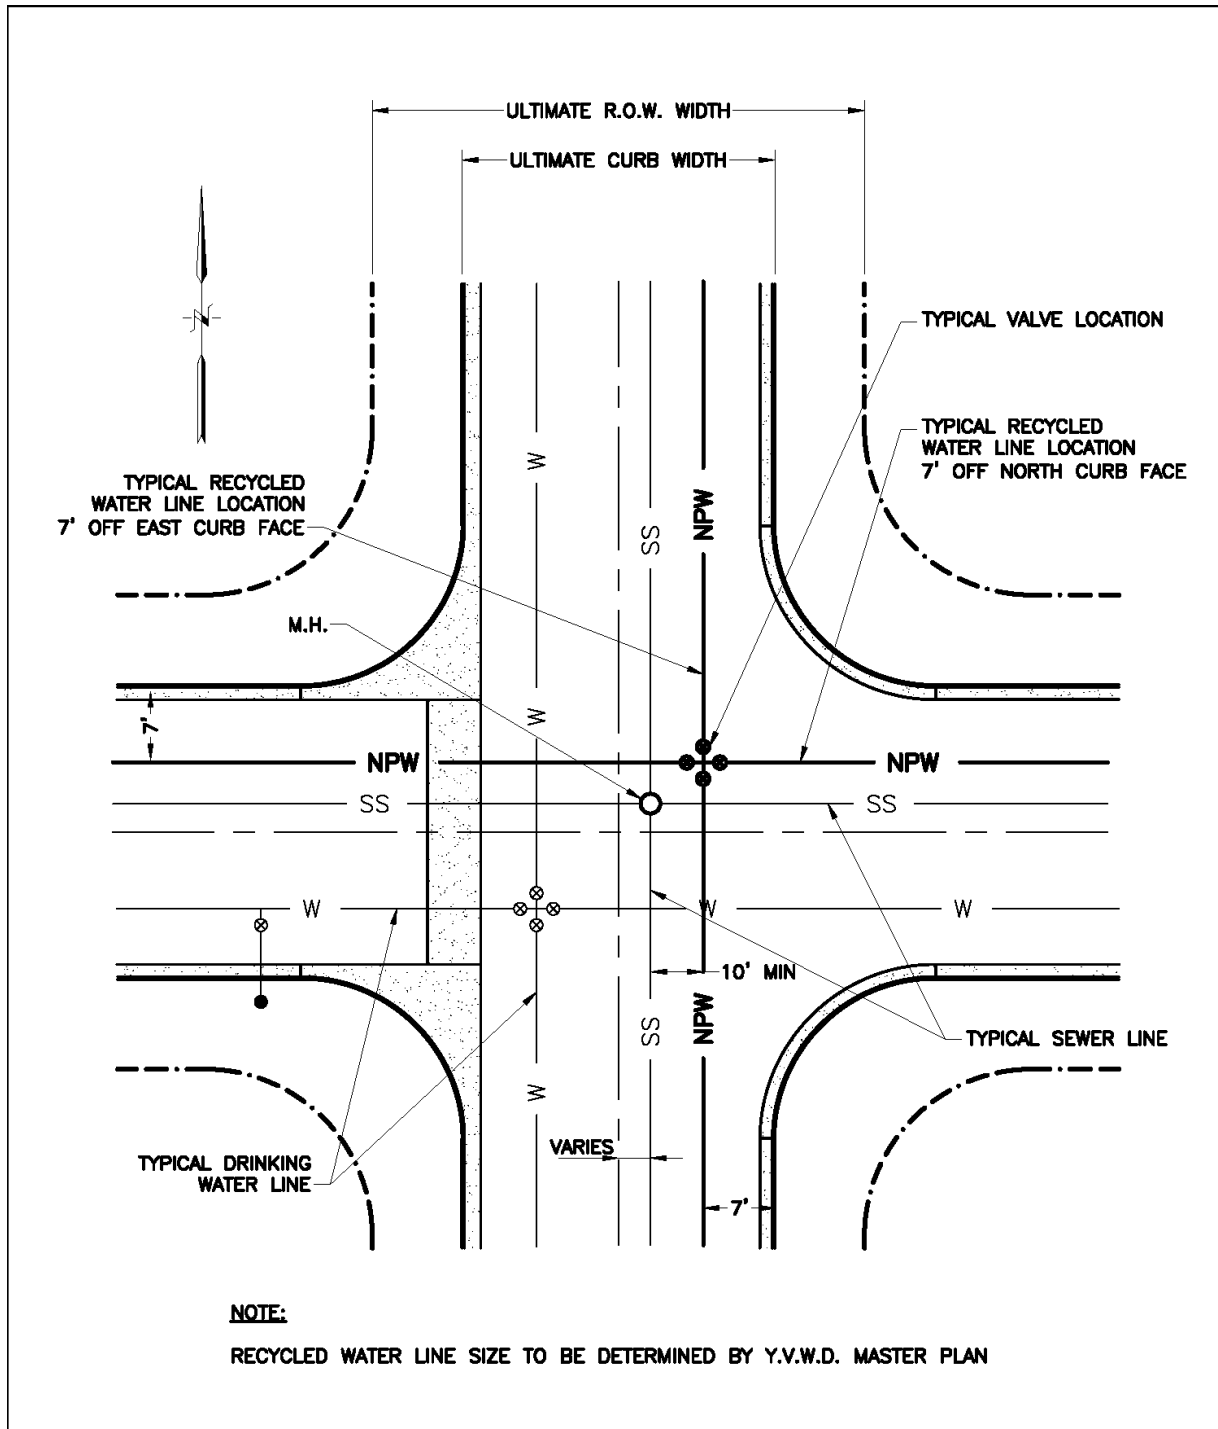 ULTIMATE R.O.W. WIDTH
ULTIMATE CURB WIDTH
N
TYPICAL VALVE LOCATION
TYPICAL RECYCLED
WATER LINE LOCATION
7' OFF NORTH CURB FACE
TYPICAL RECYCLED
WATER LINE LOCATION
7' OFF EAST CURB FACE
W
SS
NPW
M.H.
W
7'
NPW
NPW
SS
SS
W
W
W
10' MIN
NPW
SS
TYPICAL SEWER LINE
W
VARIES
TYPICAL DRINKING
WATER LINE
7'
NOTE:
RECYCLED WATER LINE SIZE TO BE DETERMINED BY Y.V.W.D. MASTER PLAN